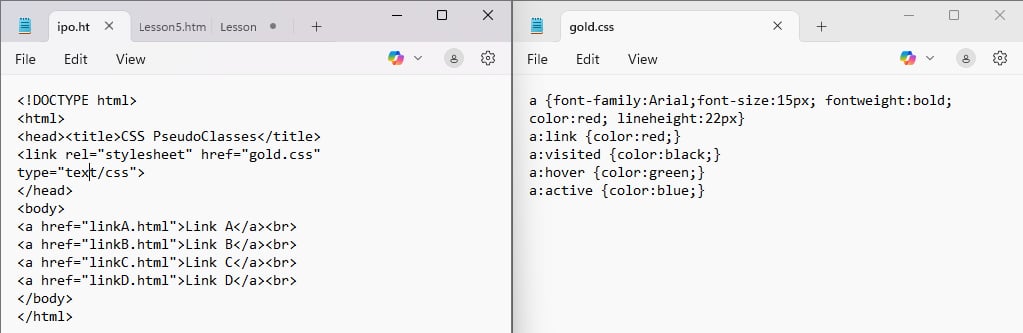 ipo.ht
Lesson5.htm
Lesson
File
Edit
View
<!DOCTYPE html>
<html>
<head><title>CSS PseudoClasses</title>
<link rel="stylesheet" href="gold.css"
type="text/css">
</head>
<body>
<a href="linkA.html">Link A</a><br>
<a href="linkB.html">Link B</a><br>
<a href="linkC.html">Link C</a><br>
<a href="linkD.html">Link D</a><br>
</body>
</html>
gold.css
File
Edit
View
a {font-family:Arial;font-size:15px; fontweight:bold;
color:red; lineheight:22px}
a:link {color:red;}
a:visited {color:black;}
a:hover {color:green;}
a:active {color:blue;}